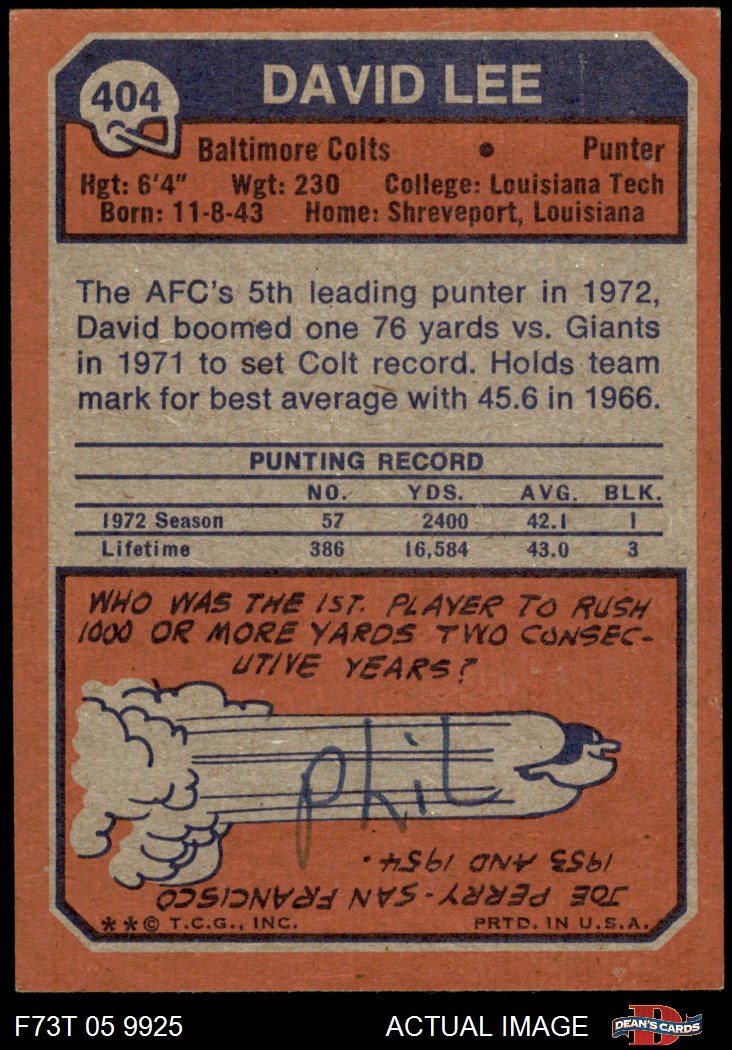 404
DAVID LEE
Baltimore Colts • Punter
Hgt: 6'4" Wgt: 230 College: Louisiana Tech
Born: 11-8-43 Home: Shreveport, Louisiana
The AFC's 5th leading punter in 1972,
David boomed one 76 yards vs. Giants
in 1971 to set Colt record. Holds team
mark for best average with 45.6 in 1966.
PUNTING RECORD
NO. YDS. AVG. BLK.
1972 Season 57 2400 42.1 1
Lifetime 386 16,584 43.0 3
WHO WAS THE 1ST. PLAYER TO RUSH
1000 OR MORE YARDS TWO CONSEC-
UTIVE YEARS?
phil
JOE PERRY-SAN FRANCISCO
1953 AND 1954.
**© T.C.G., INC. PRTD. IN U.S.A.
F73T 05 9925 ACTUAL IMAGE
D
DEAN'S CARDS